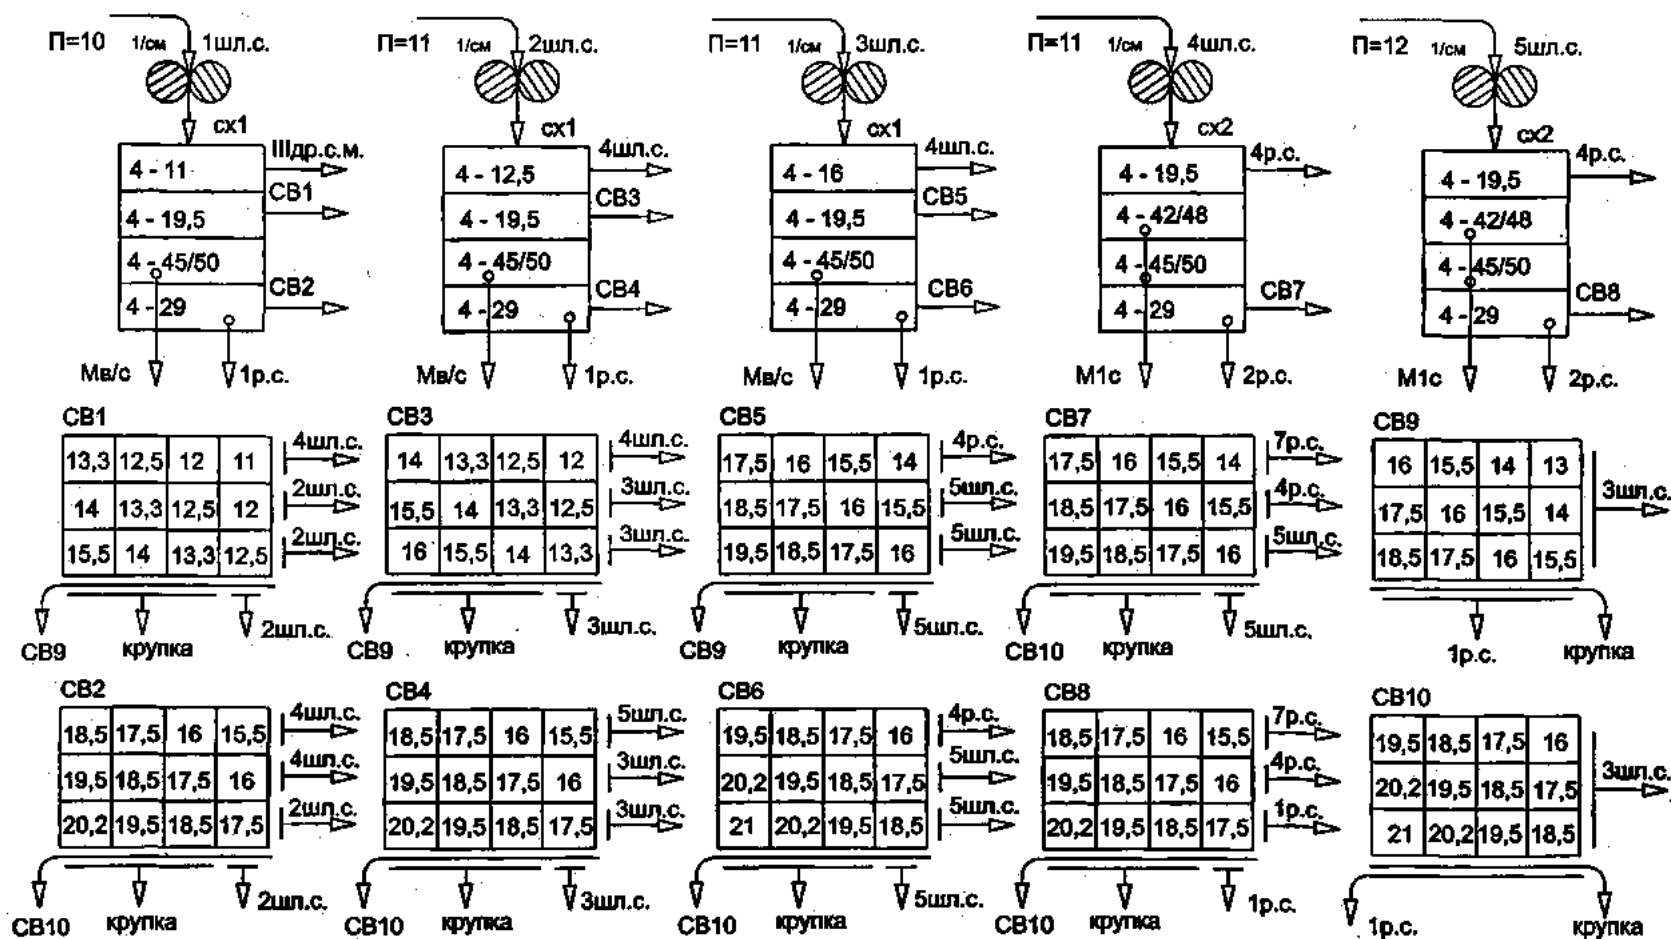 П=10 1/см 1шл.с. П=11 1/см 2шл.с. П=11 1/см 3шл.с. П=11 1/см 4шл.с. П=12 1/см 5шл.с.
сх1 сх1 сх1 сх2 сх2
4 - 11 IIIдр.с.м. 4 - 12,5 4шл.с. 4 - 16 4шл.с. 4 - 19,5 4р.с. 4 - 19,5 4р.с.
4 - 19,5 СВ1 4 - 19,5 СВ3 4 - 19,5 СВ5 4 - 42/48 4 - 42/48
4 - 45/50 4 - 45/50 4 - 45/50 4 - 45/50 4 - 45/50
4 - 29 СВ2 4 - 29 СВ4 4 - 29 СВ6 4 - 29 СВ7 4 - 29 СВ8
Мв/с 1р.с. Мв/с 1р.с. Мв/с 1р.с. М1с 2р.с. М1с 2р.с.
СВ1 СВ3 СВ5 СВ7 СВ9
13,3 12,5 12 11 4шл.с. 14 13,3 12,5 12 4шл.с. 17,5 16 15,5 14 4р.с. 17,5 16 15,5 14 7р.с. 16 15,5 14 13
14 13,3 12,5 12 2шл.с. 15,5 14 13,3 12,5 3шл.с. 18,5 17,5 16 15,5 5шл.с. 18,5 17,5 16 15,5 4р.с. 17,5 16 15,5 14 3шл.с.
15,5 14 13,3 12,5 2шл.с. 16 15,5 14 13,3 3шл.с. 19,5 18,5 17,5 16 5шл.с. 19,5 18,5 17,5 16 5шл.с. 18,5 17,5 16 15,5
СВ9 крупка 2шл.с. СВ9 крупка 3шл.с. СВ9 крупка 5шл.с. СВ10 крупка 5шл.с. 1р.с. крупка
СВ2 СВ4 СВ6 СВ8 СВ10
18,5 17,5 16 15,5 4шл.с. 18,5 17,5 16 15,5 5шл.с. 19,5 18,5 17,5 16 4р.с. 18,5 17,5 16 15,5 7р.с. 19,5 18,5 17,5 16
19,5 18,5 17,5 16 4шл.с. 19,5 18,5 17,5 16 3шл.с. 20,2 19,5 18,5 17,5 5шл.с. 19,5 18,5 17,5 16 4р.с. 20,2 19,5 18,5 17,5 3шл.с.
20,2 19,5 18,5 17,5 2шл.с. 20,2 19,5 18,5 17,5 3шл.с. 21 20,2 19,5 18,5 5шл.с. 20,2 19,5 18,5 17,5 1р.с. 21 20,2 19,5 18,5
СВ10 крупка 2шл.с. СВ10 крупка 3шл.с. СВ10 крупка 5шл.с. СВ10 крупка 1р.с. 1р.с. крупка